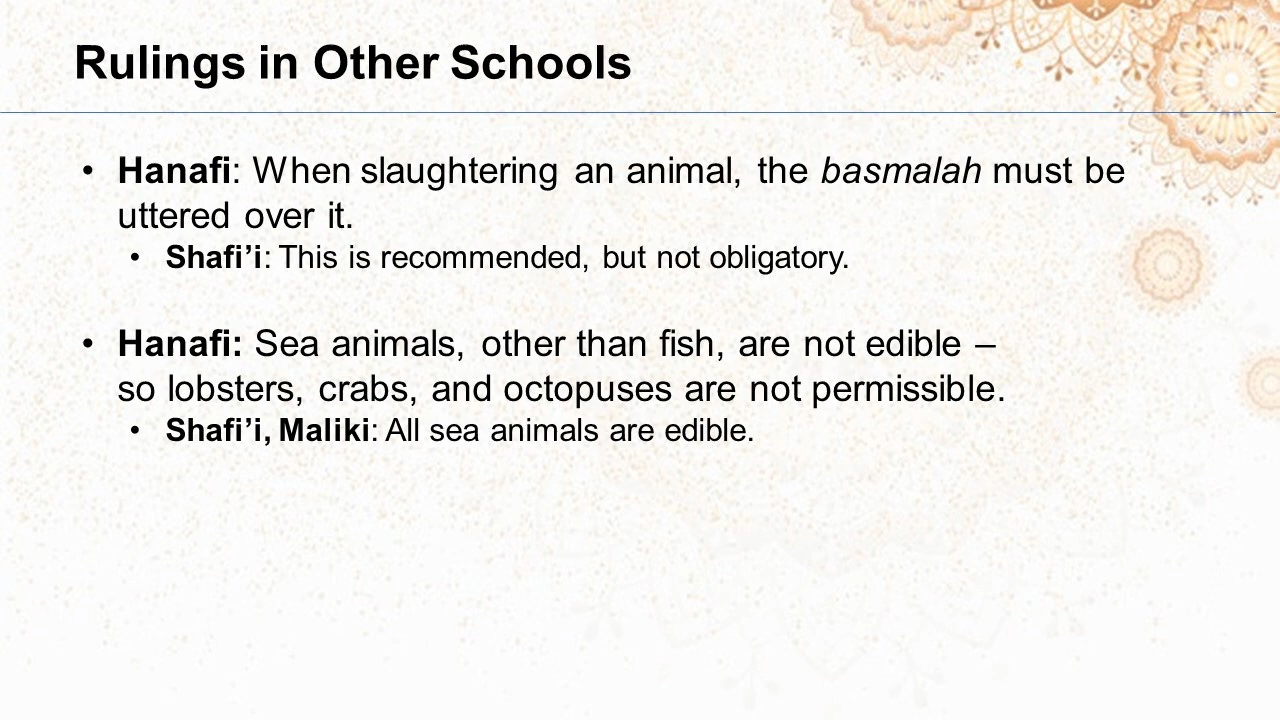 Rulings in Other Schools
• Hanafi: When slaughtering an animal, the basmalah must be
uttered over it.
• Shafi’i: This is recommended, but not obligatory.
• Hanafi: Sea animals, other than fish, are not edible –
so lobsters, crabs, and octopuses are not permissible.
• Shafi’i, Maliki: All sea animals are edible.